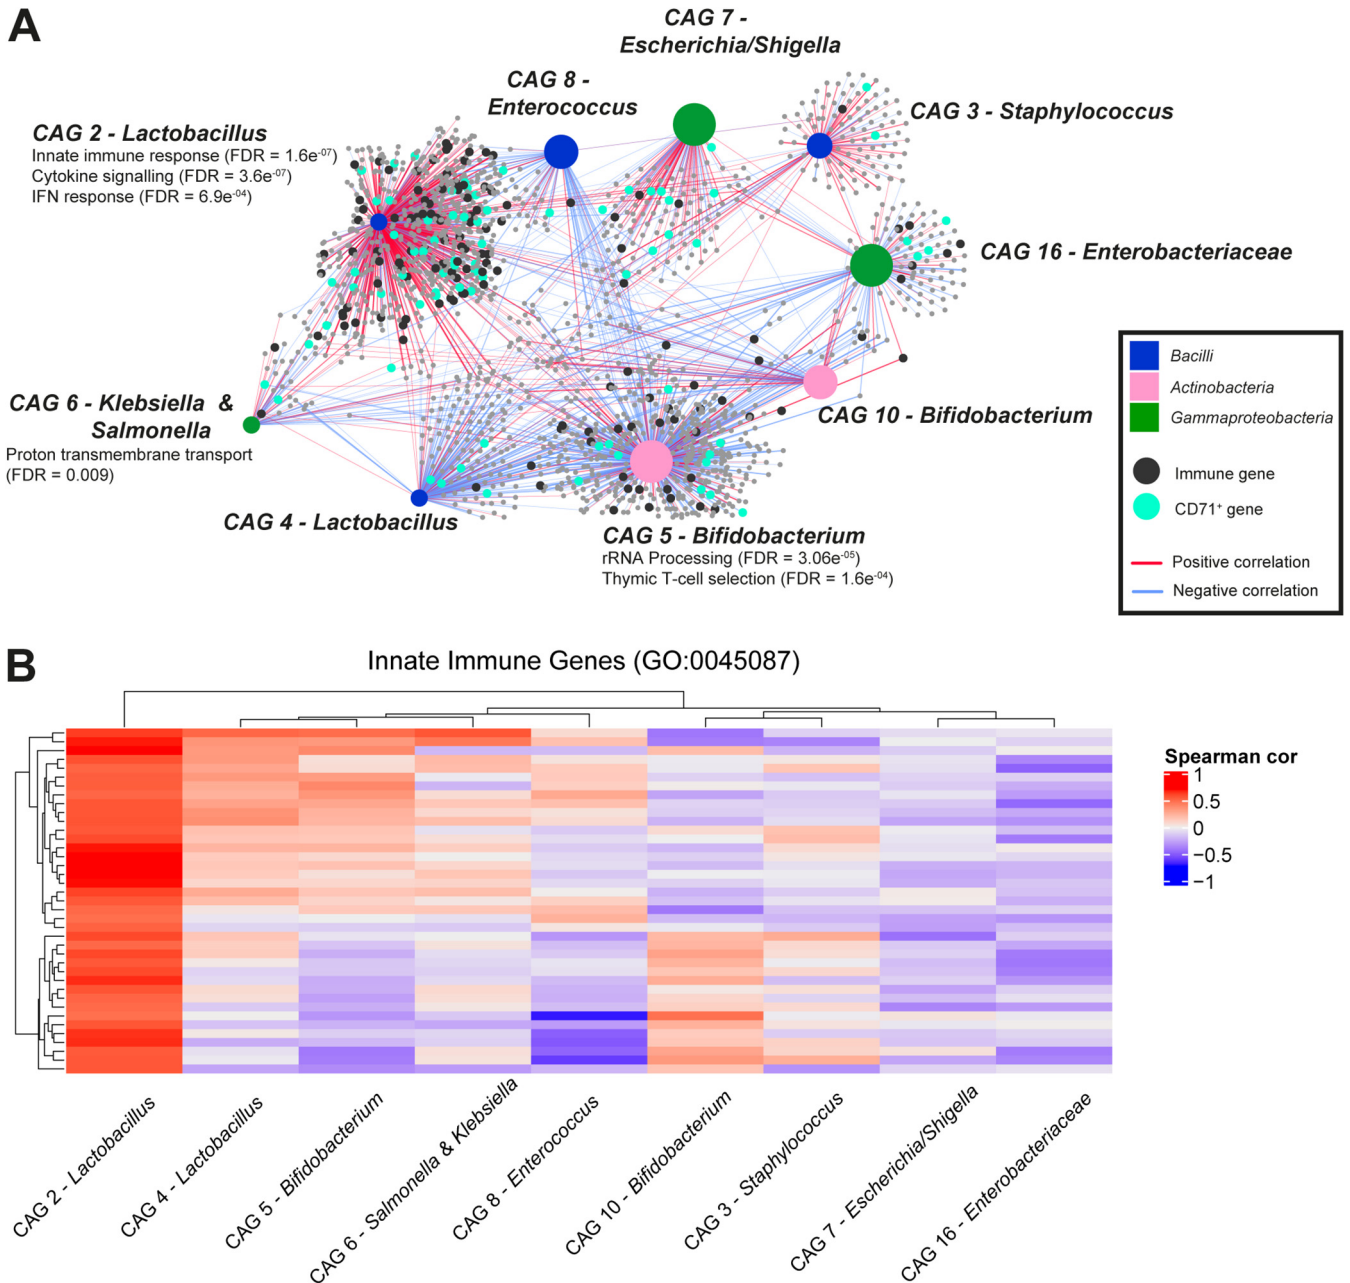 A
CAG 7 -
Escherichia/Shigella
CAG 8 -
Enterococcus
CAG 3 - Staphylococcus
CAG 2 - Lactobacillus
Innate immune response (FDR = 1.6e-07)
Cytokine signalling (FDR = 3.6e-07)
IFN response (FDR = 6.9e-04)
CAG 16 - Enterobacteriaceae
CAG 6 - Klebsiella &
Salmonella
Proton transmembrane transport
(FDR = 0.009)
CAG 10 - Bifidobacterium
CAG 4 - Lactobacillus
CAG 5 - Bifidobacterium
rRNA Processing (FDR = 3.06e-05)
Thymic T-cell selection (FDR = 1.6e-04)
Bacilli
Actinobacteria
Gammaproteobacteria
Immune gene
CD71+ gene
Positive correlation
Negative correlation
B
Innate Immune Genes (GO:0045087)
Spearman cor
1
0.5
0
−0.5
−1
CAG 2 - Lactobacillus
CAG 4 - Lactobacillus
CAG 5 - Bifidobacterium
CAG 6 - Salmonella & Klebsiella
CAG 8 - Enterococcus
CAG 10 - Bifidobacterium
CAG 3 - Staphylococcus
CAG 7 - Escherichia/Shigella
CAG 16 - Enterobacteriaceae